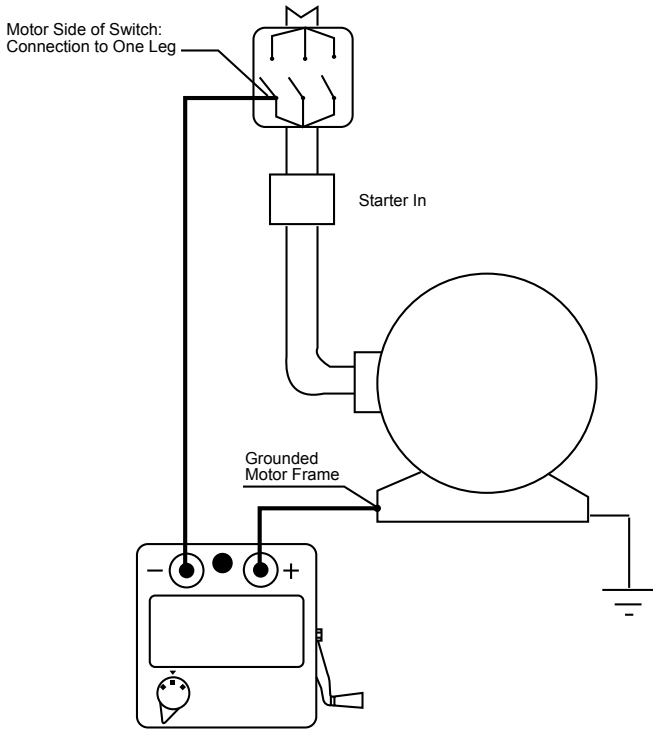 Motor Side of Switch:
Connection to One Leg
Starter In
Grounded
Motor Frame
− +